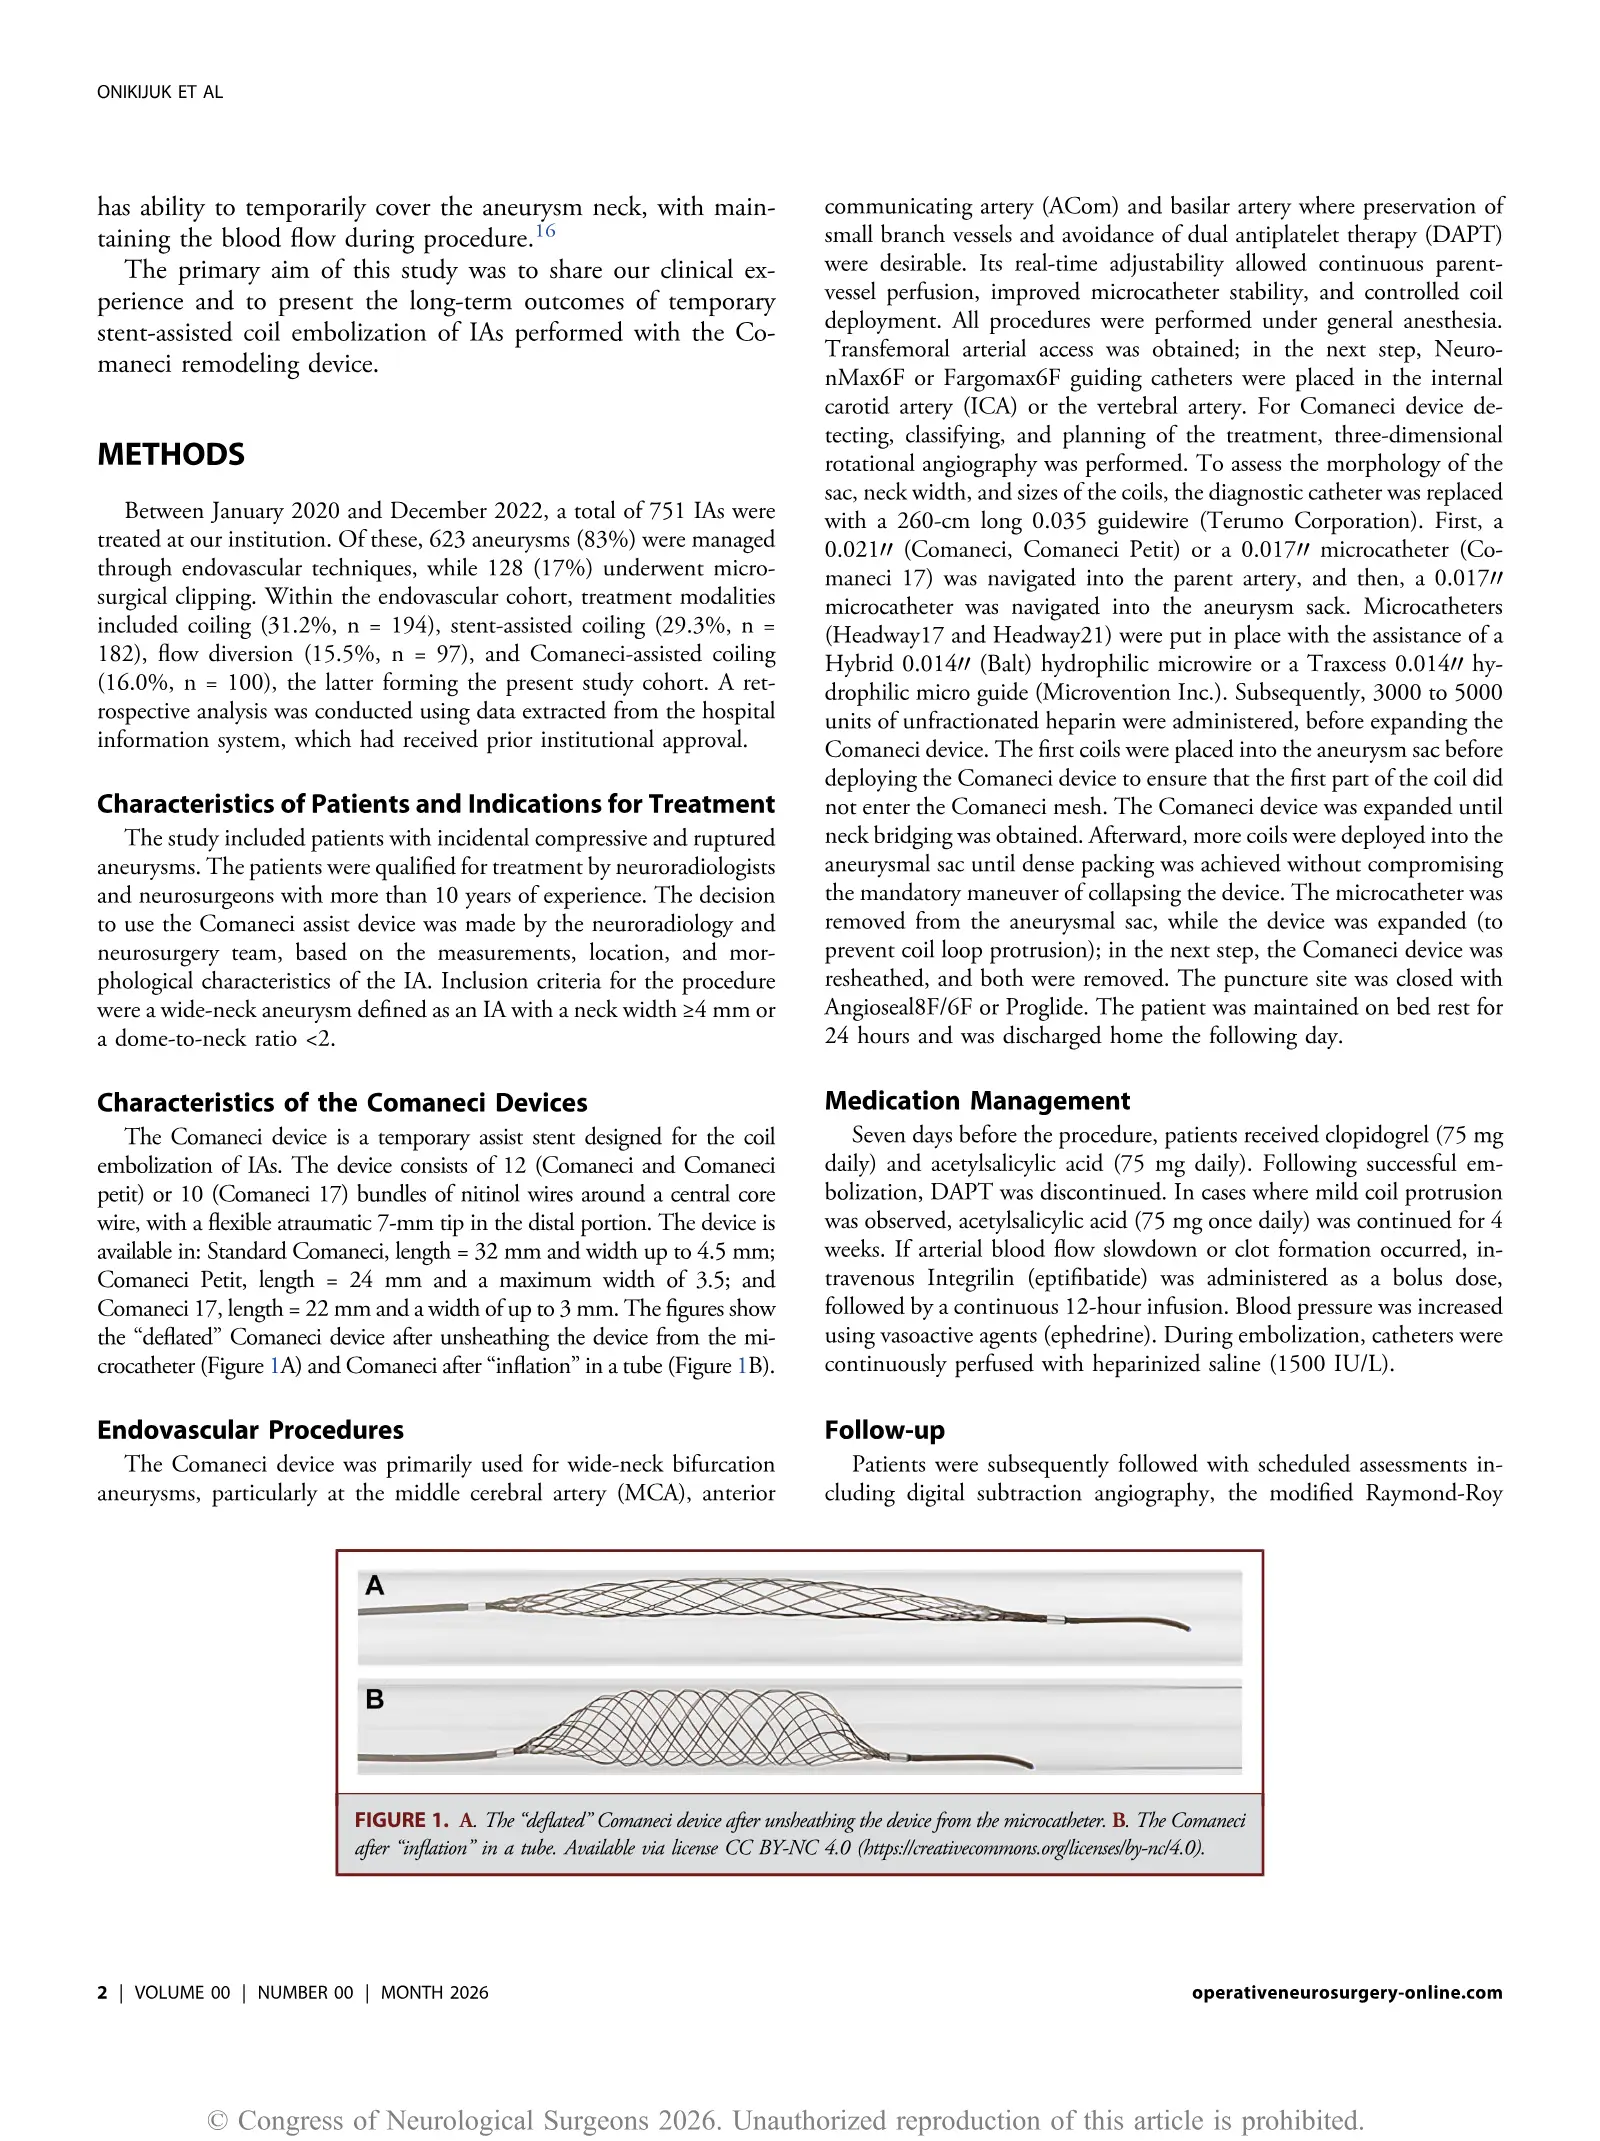 ONIKIJUK ET AL
has ability to temporarily cover the aneurysm neck, with main-
taining the blood flow during procedure.16
The primary aim of this study was to share our clinical ex-
perience and to present the long-term outcomes of temporary
stent-assisted coil embolization of IAs performed with the Co-
maneci remodeling device.
METHODS
Between January 2020 and December 2022, a total of 751 IAs were
treated at our institution. Of these, 623 aneurysms (83%) were managed
through endovascular techniques, while 128 (17%) underwent micro-
surgical clipping. Within the endovascular cohort, treatment modalities
included coiling (31.2%, n = 194), stent-assisted coiling (29.3%, n =
182), flow diversion (15.5%, n = 97), and Comaneci-assisted coiling
(16.0%, n = 100), the latter forming the present study cohort. A ret-
rospective analysis was conducted using data extracted from the hospital
information system, which had received prior institutional approval.
Characteristics of Patients and Indications for Treatment
The study included patients with incidental compressive and ruptured
aneurysms. The patients were qualified for treatment by neuroradiologists
and neurosurgeons with more than 10 years of experience. The decision
to use the Comaneci assist device was made by the neuroradiology and
neurosurgery team, based on the measurements, location, and mor-
phological characteristics of the IA. Inclusion criteria for the procedure
were a wide-neck aneurysm defined as an IA with a neck width ≥4 mm or
a dome-to-neck ratio <2.
Characteristics of the Comaneci Devices
The Comaneci device is a temporary assist stent designed for the coil
embolization of IAs. The device consists of 12 (Comaneci and Comaneci
petit) or 10 (Comaneci 17) bundles of nitinol wires around a central core
wire, with a flexible atraumatic 7-mm tip in the distal portion. The device is
available in: Standard Comaneci, length = 32 mm and width up to 4.5 mm;
Comaneci Petit, length = 24 mm and a maximum width of 3.5; and
Comaneci 17, length = 22 mm and a width of up to 3 mm. The figures show
the “deflated” Comaneci device after unsheathing the device from the mi-
crocatheter (Figure 1A) and Comaneci after “inflation” in a tube (Figure 1B).
Endovascular Procedures
The Comaneci device was primarily used for wide-neck bifurcation
aneurysms, particularly at the middle cerebral artery (MCA), anterior
communicating artery (ACom) and basilar artery where preservation of
small branch vessels and avoidance of dual antiplatelet therapy (DAPT)
were desirable. Its real-time adjustability allowed continuous parent-
vessel perfusion, improved microcatheter stability, and controlled coil
deployment. All procedures were performed under general anesthesia.
Transfemoral arterial access was obtained; in the next step, Neuro-
nMax6F or Fargomax6F guiding catheters were placed in the internal
carotid artery (ICA) or the vertebral artery. For Comaneci device de-
tecting, classifying, and planning of the treatment, three-dimensional
rotational angiography was performed. To assess the morphology of the
sac, neck width, and sizes of the coils, the diagnostic catheter was replaced
with a 260-cm long 0.035 guidewire (Terumo Corporation). First, a
0.021″ (Comaneci, Comaneci Petit) or a 0.017″ microcatheter (Co-
maneci 17) was navigated into the parent artery, and then, a 0.017″
microcatheter was navigated into the aneurysm sack. Microcatheters
(Headway17 and Headway21) were put in place with the assistance of a
Hybrid 0.014″ (Balt) hydrophilic microwire or a Traxcess 0.014″ hy-
drophilic micro guide (Microvention Inc.). Subsequently, 3000 to 5000
units of unfractionated heparin were administered, before expanding the
Comaneci device. The first coils were placed into the aneurysm sac before
deploying the Comaneci device to ensure that the first part of the coil did
not enter the Comaneci mesh. The Comaneci device was expanded until
neck bridging was obtained. Afterward, more coils were deployed into the
aneurysmal sac until dense packing was achieved without compromising
the mandatory maneuver of collapsing the device. The microcatheter was
removed from the aneurysmal sac, while the device was expanded (to
prevent coil loop protrusion); in the next step, the Comaneci device was
resheathed, and both were removed. The puncture site was closed with
Angioseal8F/6F or Proglide. The patient was maintained on bed rest for
24 hours and was discharged home the following day.
Medication Management
Seven days before the procedure, patients received clopidogrel (75 mg
daily) and acetylsalicylic acid (75 mg daily). Following successful em-
bolization, DAPT was discontinued. In cases where mild coil protrusion
was observed, acetylsalicylic acid (75 mg once daily) was continued for 4
weeks. If arterial blood flow slowdown or clot formation occurred, in-
travenous Integrilin (eptifibatide) was administered as a bolus dose,
followed by a continuous 12-hour infusion. Blood pressure was increased
using vasoactive agents (ephedrine). During embolization, catheters were
continuously perfused with heparinized saline (1500 IU/L).
Follow-up
Patients were subsequently followed with scheduled assessments in-
cluding digital subtraction angiography, the modified Raymond-Roy
A
B
FIGURE 1. A. The “deflated” Comaneci device after unsheathing the device from the microcatheter. B. The Comaneci
after “inflation” in a tube. Available via license CC BY-NC 4.0 (https://creativecommons.org/licenses/by-nc/4.0).
2 | VOLUME 00 | NUMBER 00 | MONTH 2026
operativeneurosurgery-online.com
© Congress of Neurological Surgeons 2026. Unauthorized reproduction of this article is prohibited.